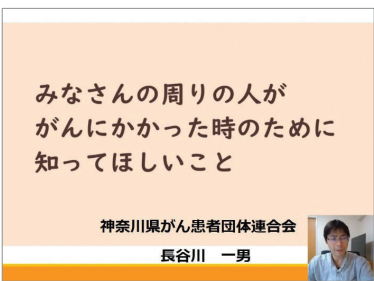 みなさんの周りの人が
がんにかかった時のために
知ってほしいこと
神奈川県がん患者団体連合会
長谷川　一男